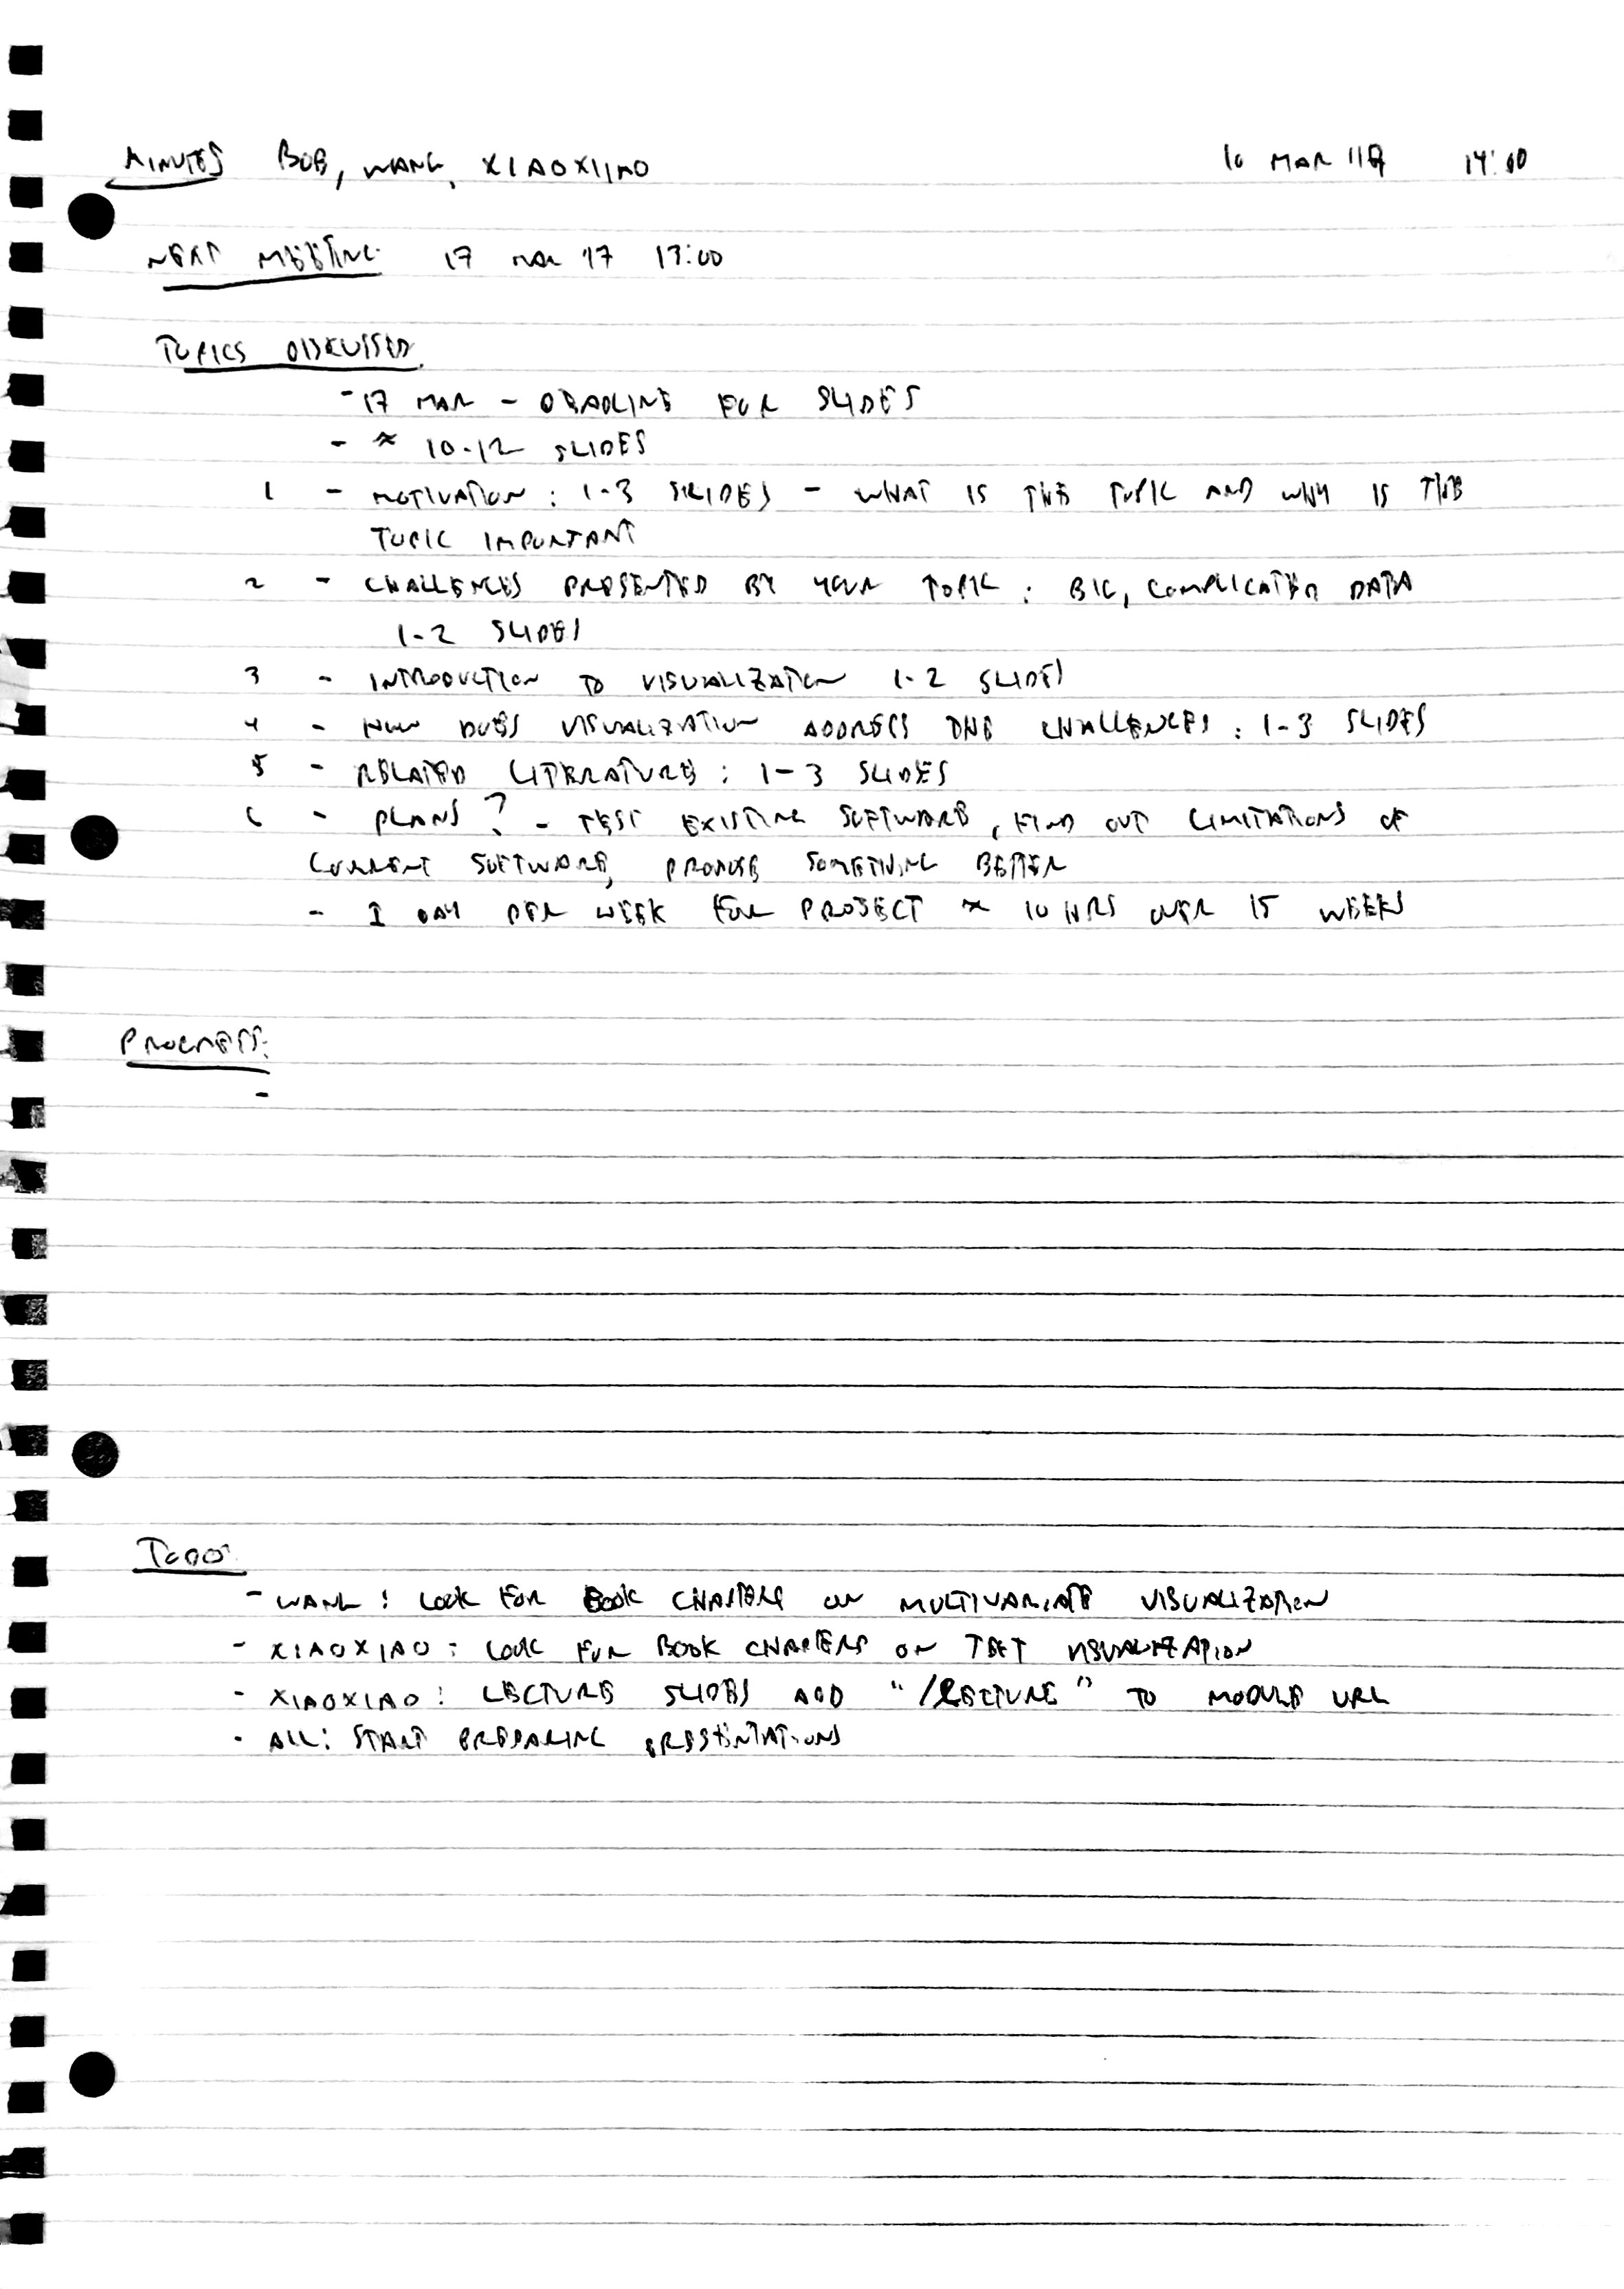 MINUTES BOB, WANG, XIAOXIAO 10 MAR 14:00
NEXT MEETING 17 MAR '17 13:00
TOPICS DISKUSSED
- 17 MAR - DEADLINE FOR SLIDES
- ≈ 10-12 SLIDES
1 - MOTIVATION: 1-3 SLIDES - WHAT IS THE TOPIC AND WHY IS THE
TOPIC IMPORTANT
2 - CHALLENGES PRESENTED BY YOUR TOPIC: BIG, COMPLICATED DATA
1-2 SLIDES
3 - INTRODUCTION TO VISUALIZATION 1-2 SLIDES
4 - HOW DOES VISUALIZATION ADDRESS THE CHALLENGES: 1-3 SLIDES
5 - RELATED LITERATURE: 1-3 SLIDES
6 - PLANS? - TEST EXISTING SOFTWARE, FIND OUT LIMITATIONS OF
CURRENT SOFTWARE, PROPOSE SOMETHING BETTER
- 1 DAY PER WEEK FOR PROJECT ≈ 10 HRS OVER 15 WEEKS
PROGRESS:
-
TODO:
- WANG: LOOK FOR BOOK CHAPTERS ON MULTIVARIATE VISUALIZATION
- XIAOXIAO: LOOK FOR BOOK CHAPTERS ON TEXT VISUALIZATION
- XIAOXIAO: LECTURE SLIDES ADD "/LECTURE" TO MODULE URL
- ALL: START PREPARING PRESENTATIONS